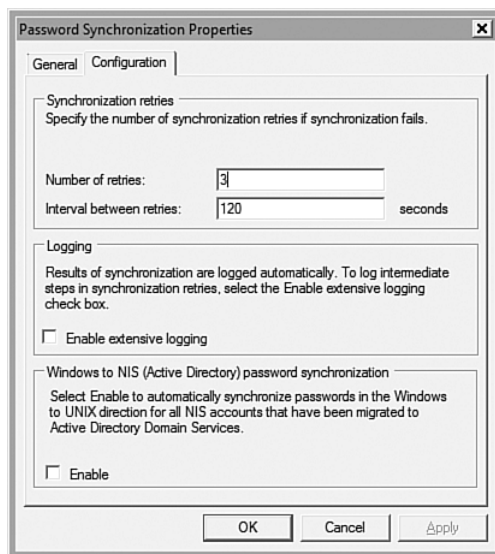 Password Synchronization Properties
General Configuration
Synchronization retries
Specify the number of synchronization retries if synchronization fails.
Number of retries: 3
Interval between retries: 120 seconds
Logging
Results of synchronization are logged automatically. To log intermediate
steps in synchronization retries, select the Enable extensive logging
check box.
Enable extensive logging
Windows to NIS (Active Directory) password synchronization
Select Enable to automatically synchronize passwords in the Windows
to UNIX direction for all NIS accounts that have been migrated to
Active Directory Domain Services.
Enable
OK Cancel Apply